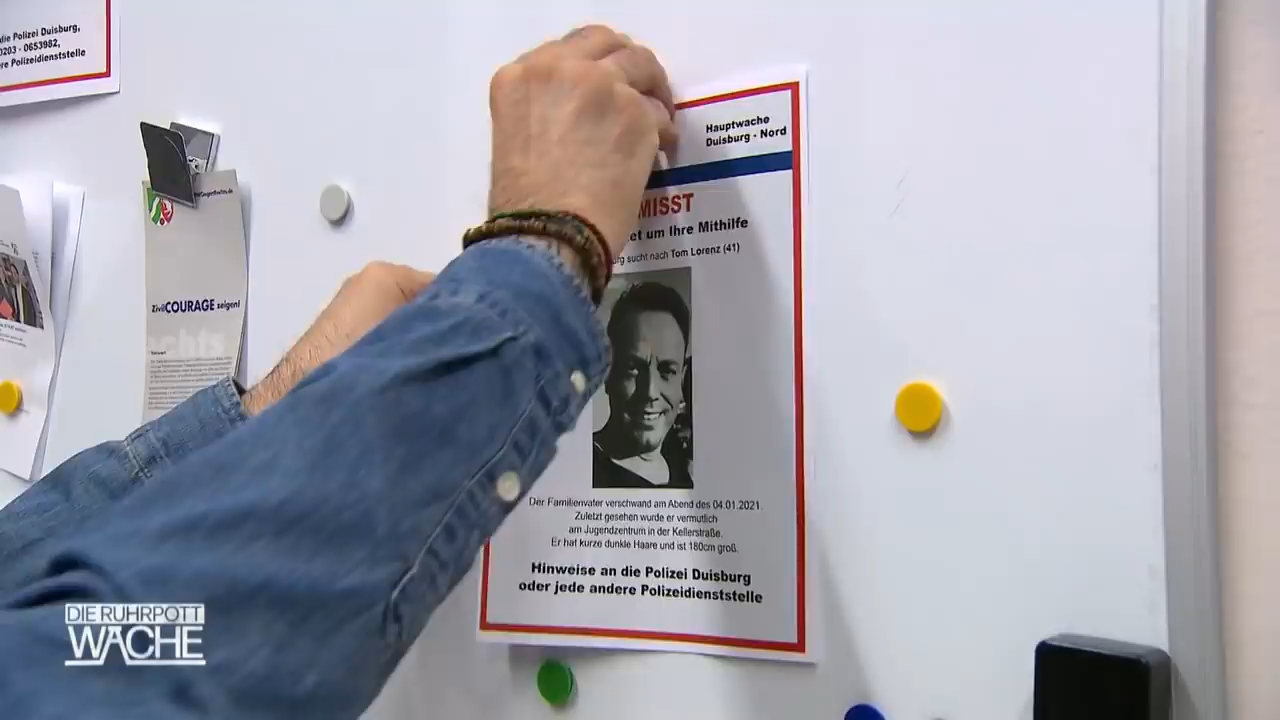 die Polizei Duisburg,
0203 - 0653982,
re Polizeidienststelle
Hauptwache
Duisburg - Nord
MISST
et um Ihre Mithilfe
urg sucht nach Tom Lorenz (41)
ZivilCOURAGE zeigen!
chts
Der Familienvater verschwand am Abend des 04.01.2021.
Zuletzt gesehen wurde er vermutlich
am Jugendzentrum in der Kellerstraße.
Er hat kurze dunkle Haare und ist 180cm groß.
Hinweise an die Polizei Duisburg
oder jede andere Polizeidienststelle
DIE RUHRPOTT
WACHE